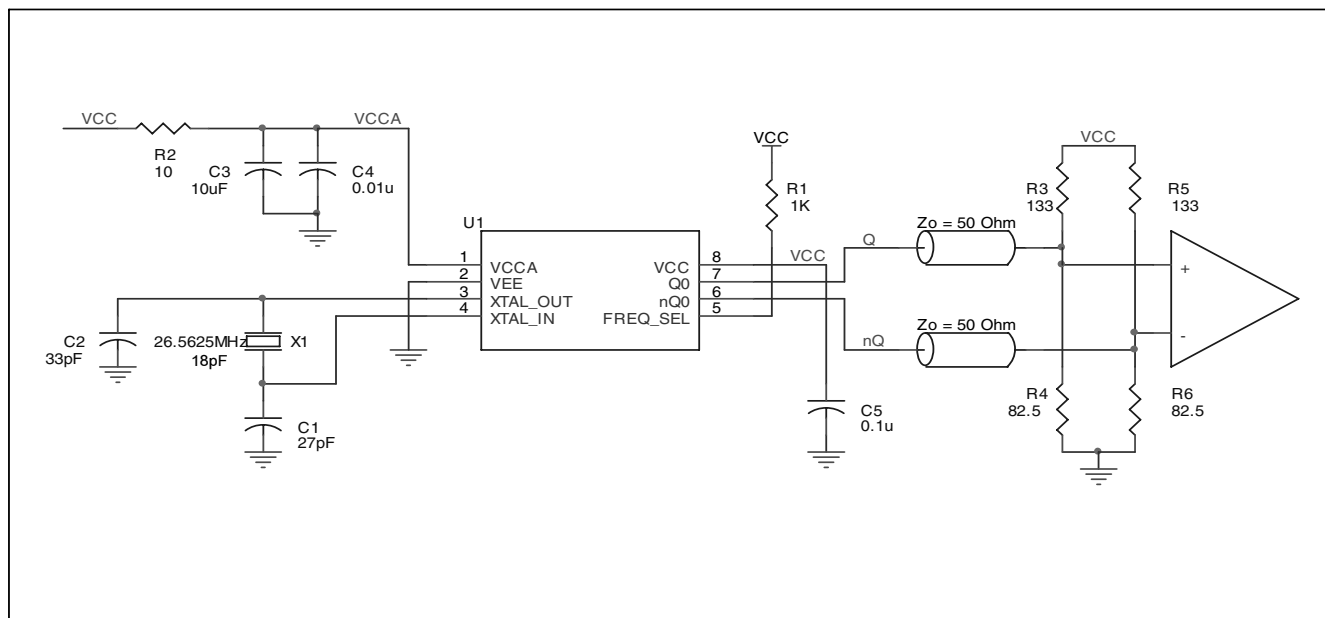 VCC
VCCA
R2
10
C3
10uF
C4
0.01u
U1
1
2
3
4
VCCA
VEE
XTAL_OUT
XTAL_IN
VCC
Q0
nQ0
FREQ_SEL
8
7
6
5
C2
33pF
26.5625MHz
18pF
X1
C1
27pF
VCC
R1
1K
VCC
Q
nQ
Zo = 50 Ohm
Zo = 50 Ohm
C5
0.1u
VCC
R3
133
R5
133
+
-
R4
82.5
R6
82.5